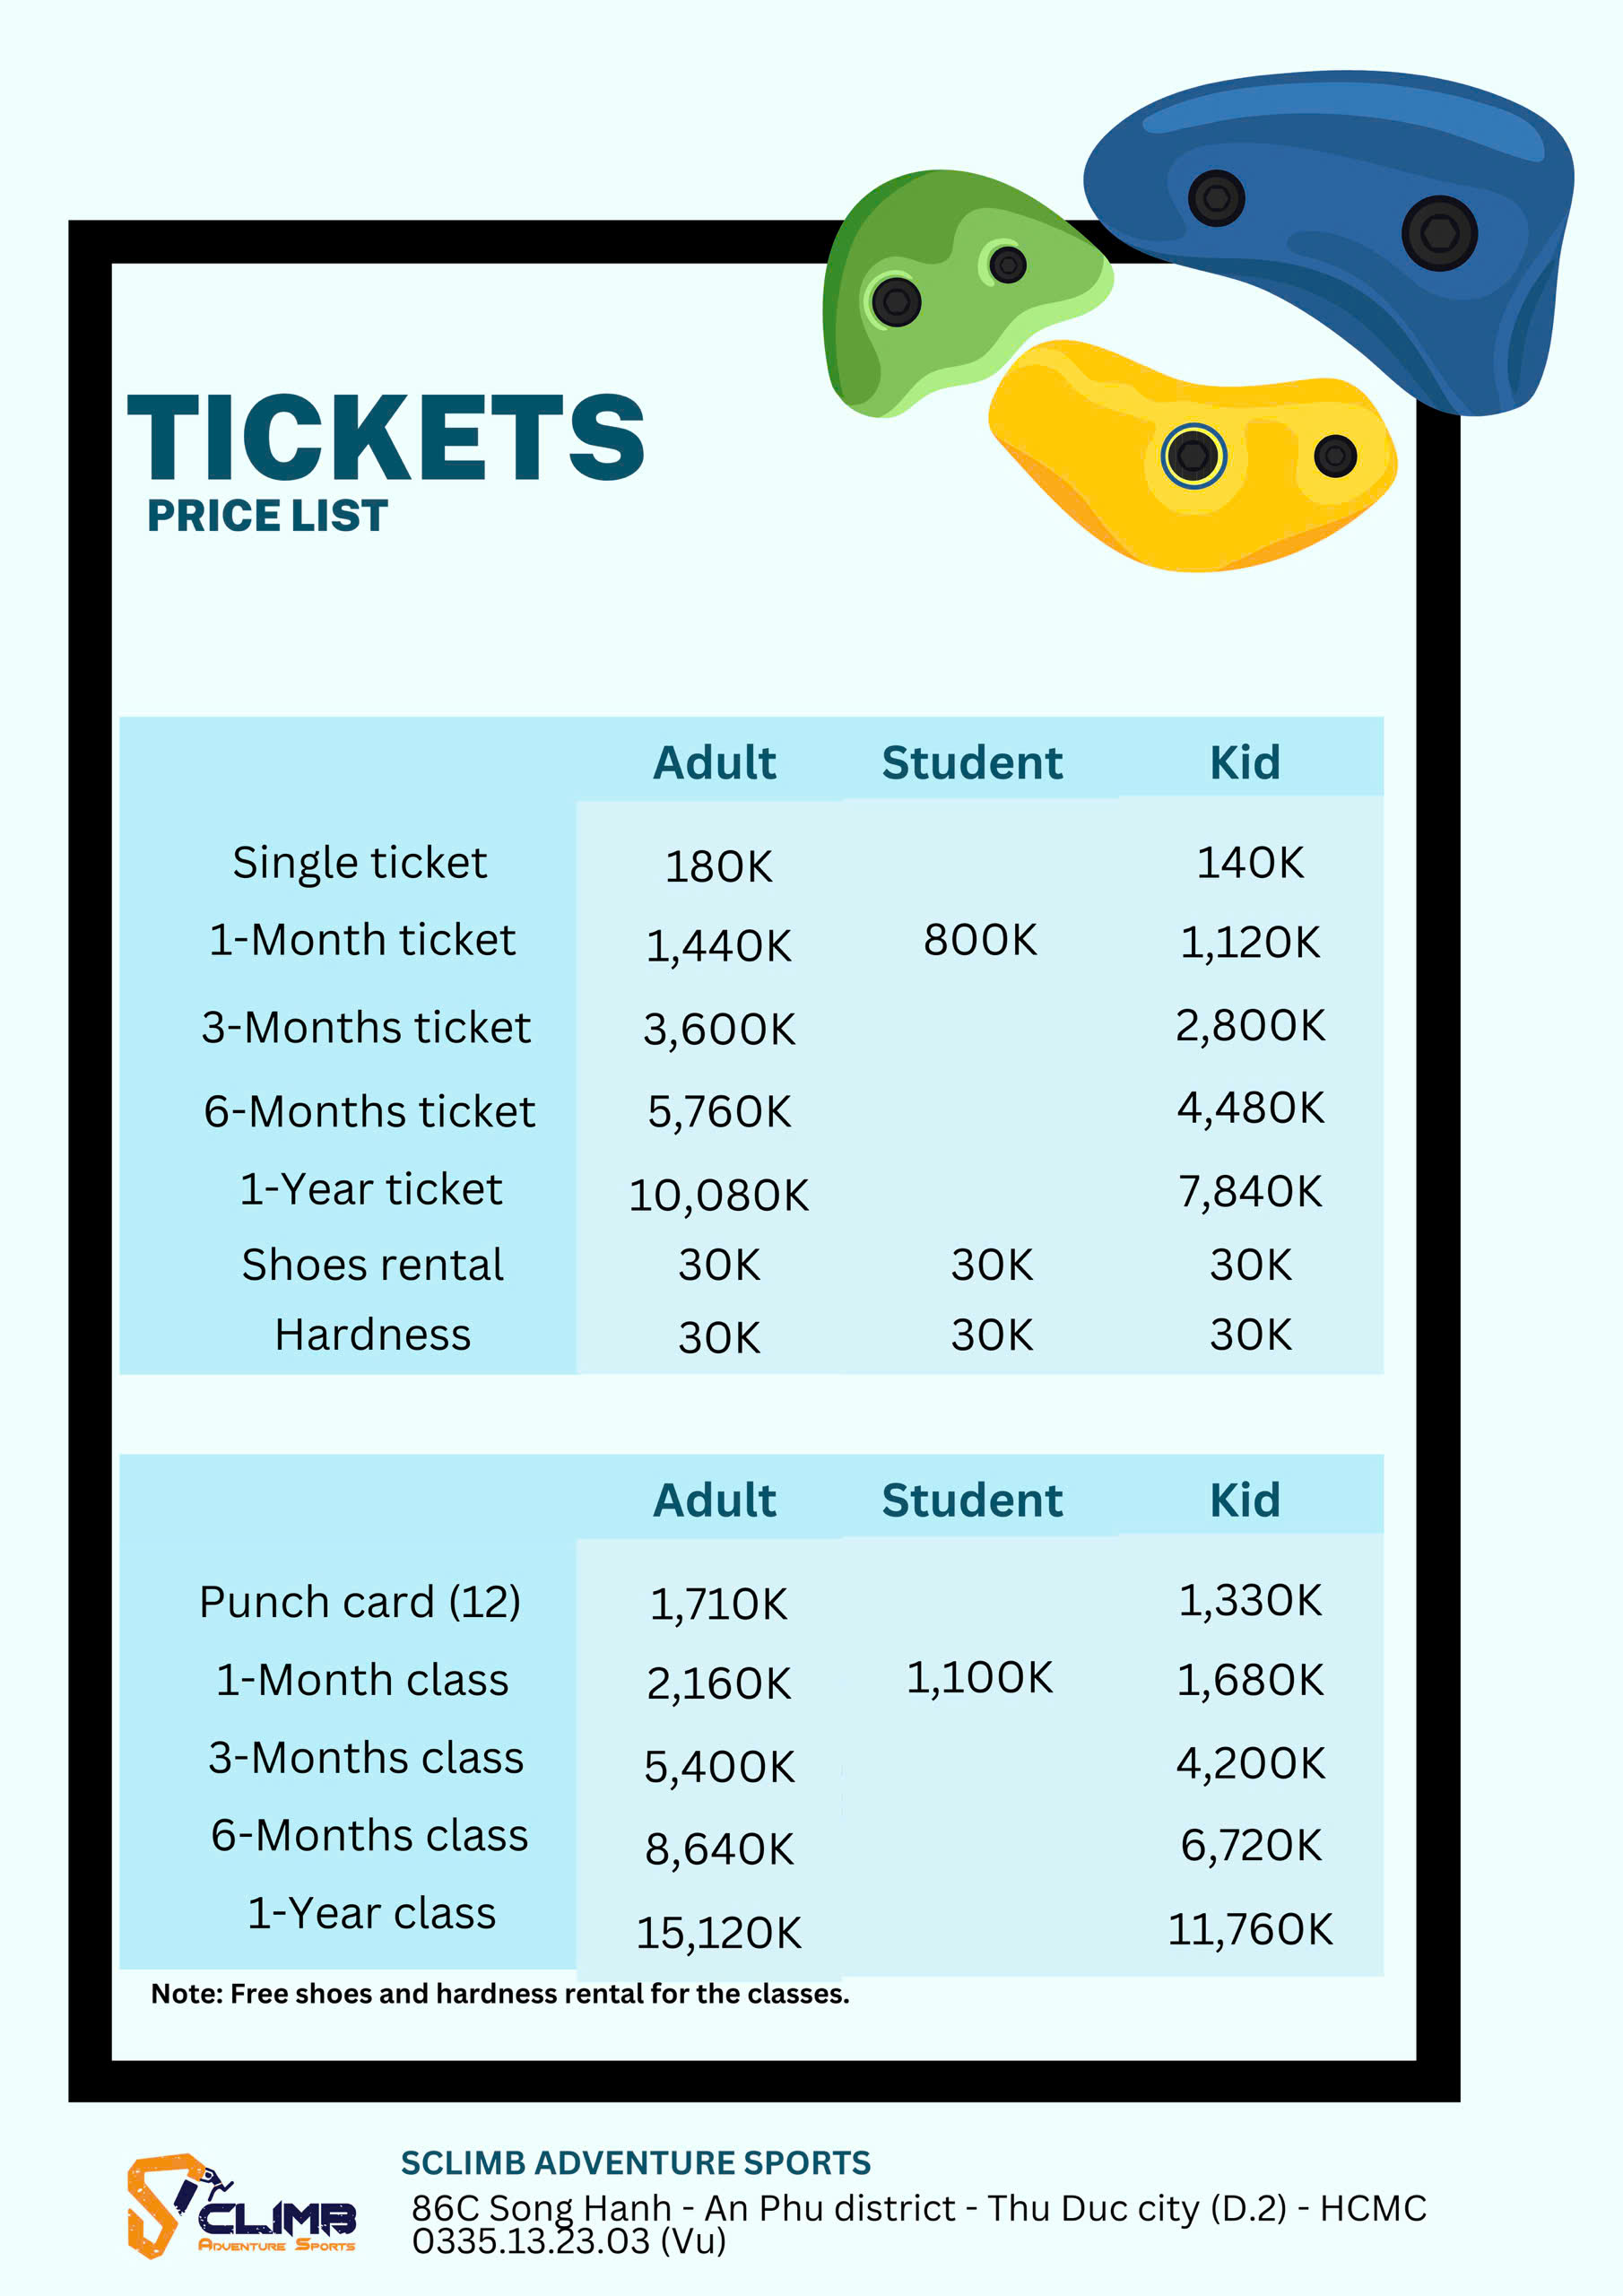 TICKETS
PRICE LIST
Adult Student Kid
Single ticket 180K 140K
1-Month ticket 1,440K 800K 1,120K
3-Months ticket 3,600K 2,800K
6-Months ticket 5,760K 4,480K
1-Year ticket 10,080K 7,840K
Shoes rental 30K 30K 30K
Hardness 30K 30K 30K
Adult Student Kid
Punch card (12) 1,710K 1,330K
1-Month class 2,160K 1,100K 1,680K
3-Months class 5,400K 4,200K
6-Months class 8,640K 6,720K
1-Year class 15,120K 11,760K
Note: Free shoes and hardness rental for the classes.
SCLIMB
ADVENTURE SPORTS
SCLIMB ADVENTURE SPORTS
86C Song Hanh - An Phu district - Thu Duc city (D.2) - HCMC
0335.13.23.03 (Vu)